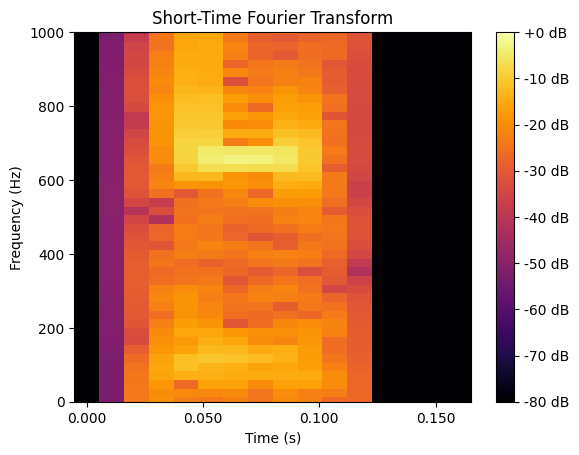 Short-Time Fourier Transform
1000
800
600
400
200
0
Frequency (Hz)
0.000
0.050
0.100
0.150
Time (s)
+0 dB
-10 dB
-20 dB
-30 dB
-40 dB
-50 dB
-60 dB
-70 dB
-80 dB